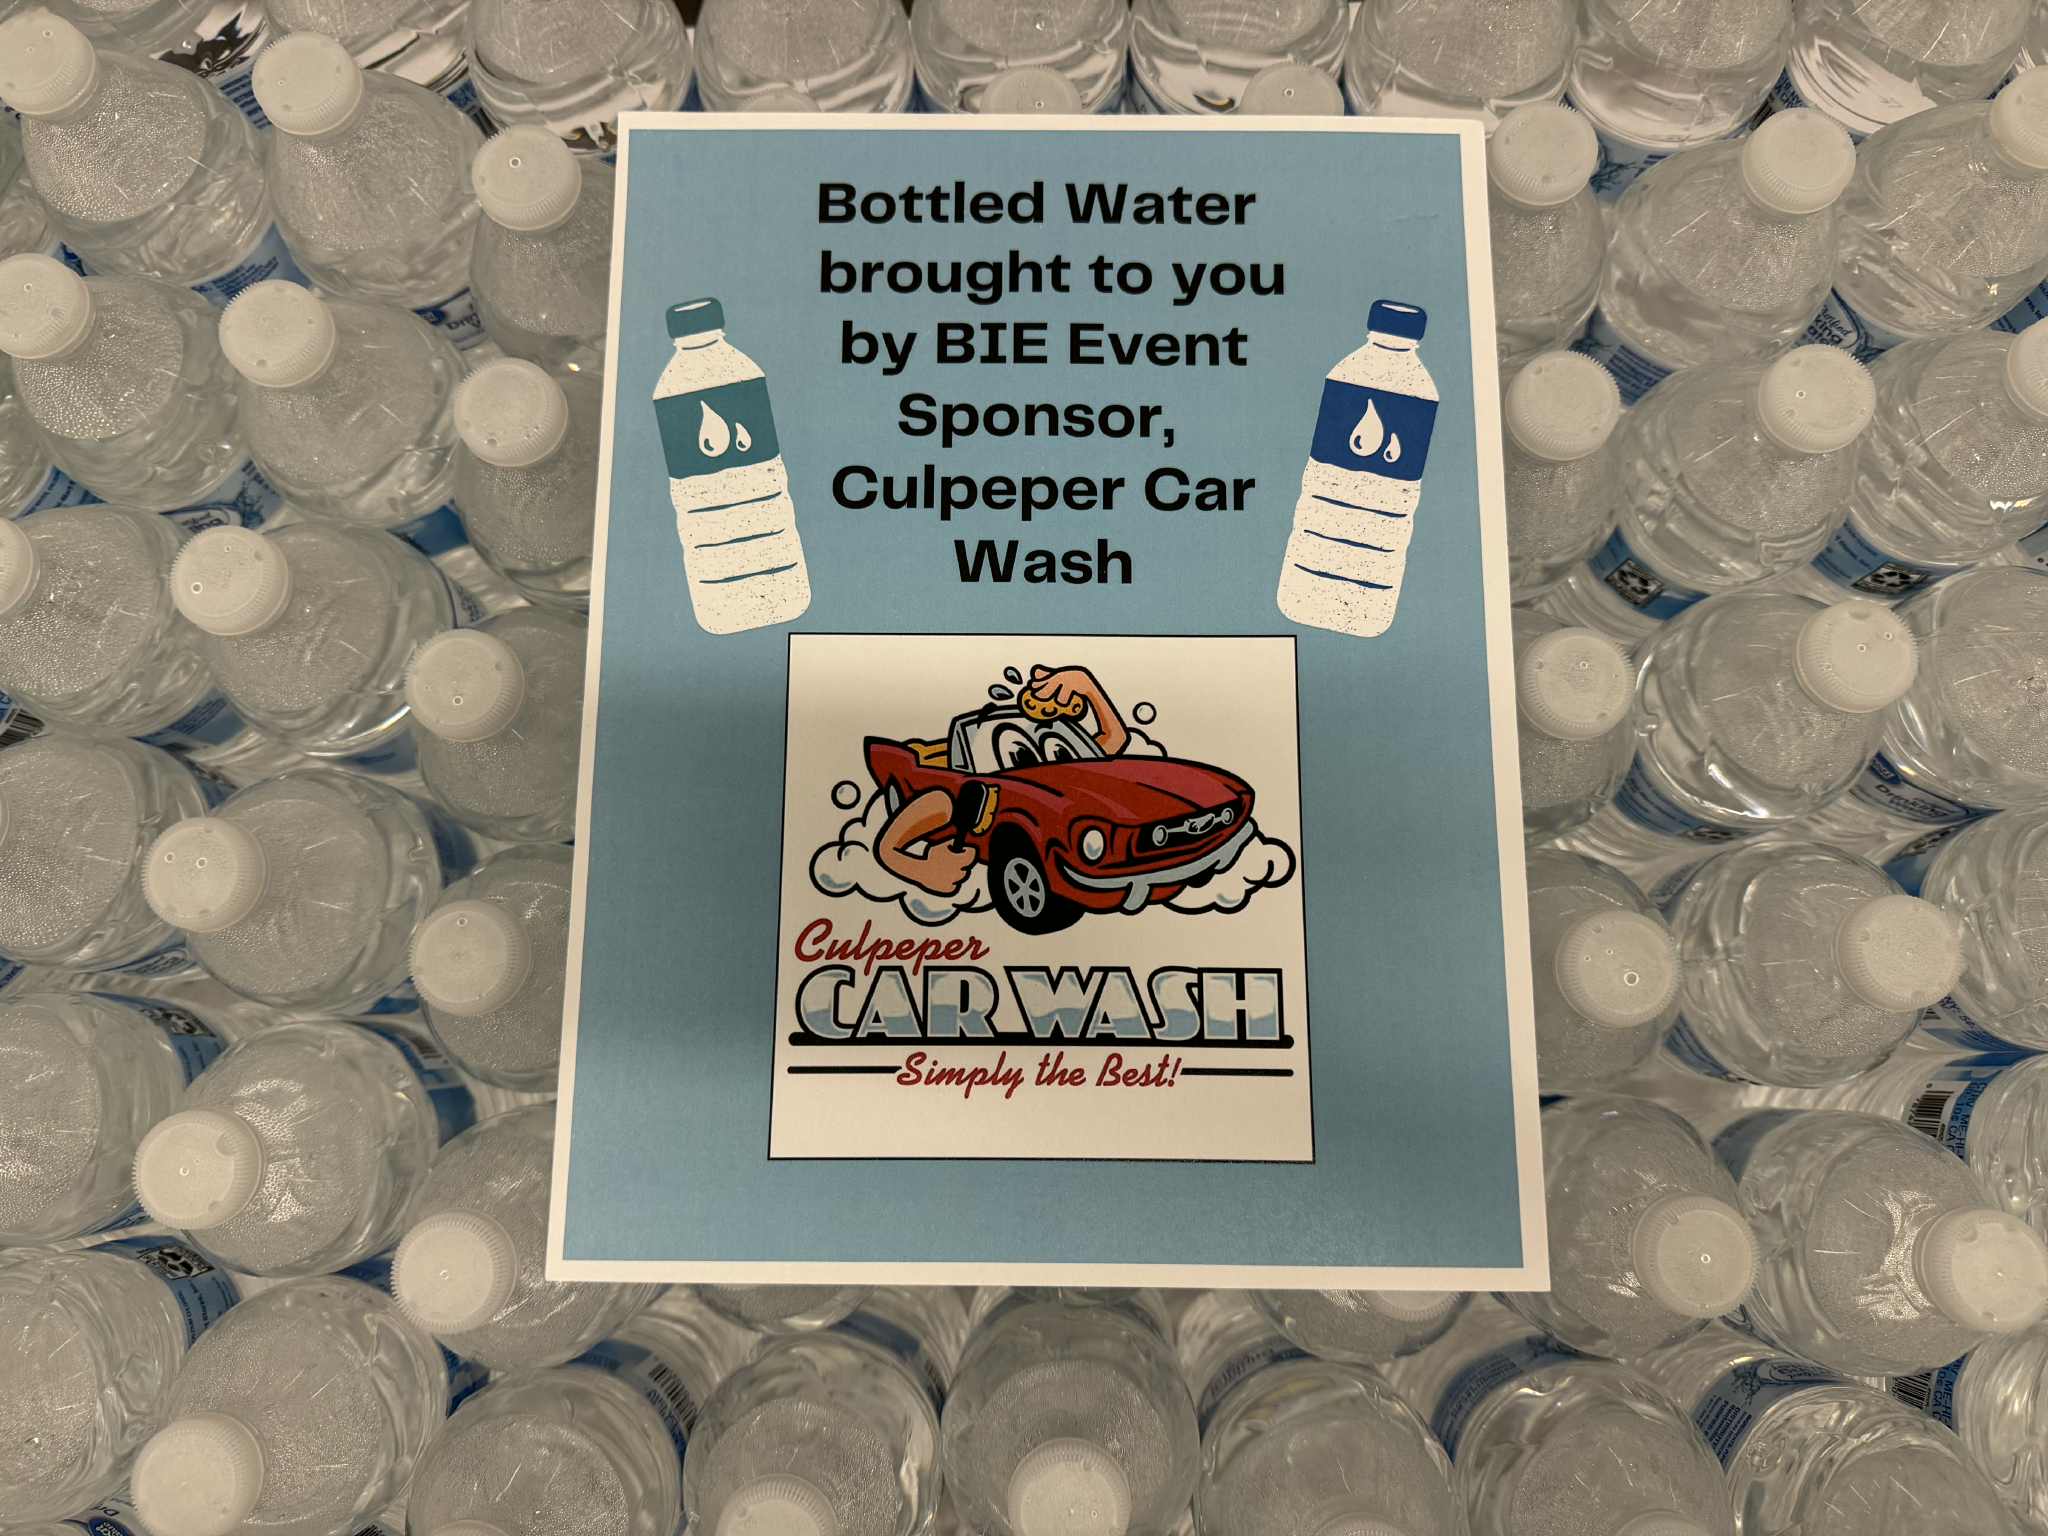 Bottled Water
brought to you
by BIE Event
Sponsor,
Culpeper Car
Wash
Culpeper
CAR WASH
Simply the Best!